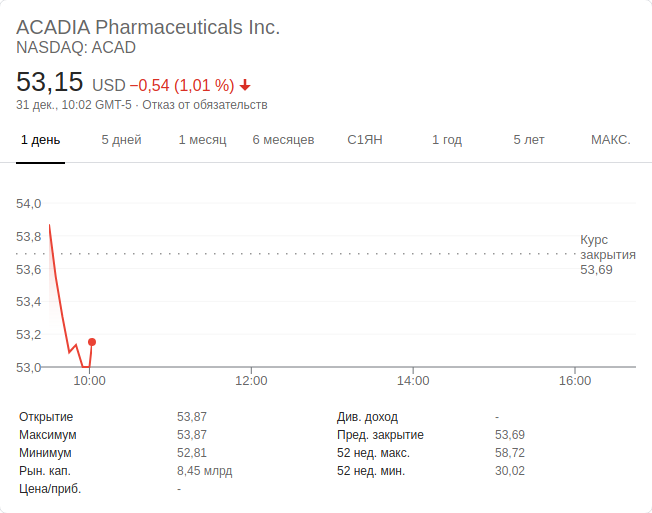 ACADIA Pharmaceuticals Inc.
NASDAQ: ACAD
53,15 USD −0,54 (1,01 %)
31 дек., 10:02 GMT-5 · Отказ от обязательств
1 день 5 дней 1 месяц 6 месяцев С1ЯН 1 год 5 лет МАКС.
54,0
53,8
53,6
53,4
53,2
53,0
Курс
закрытия
53,69
10:00 12:00 14:00 16:00
Открытие 53,87 Див. доход -
Максимум 53,87 Пред. закрытие 53,69
Минимум 52,81 52 нед. макс. 58,72
Рын. кап. 8,45 млрд 52 нед. мин. 30,02
Цена/приб. -